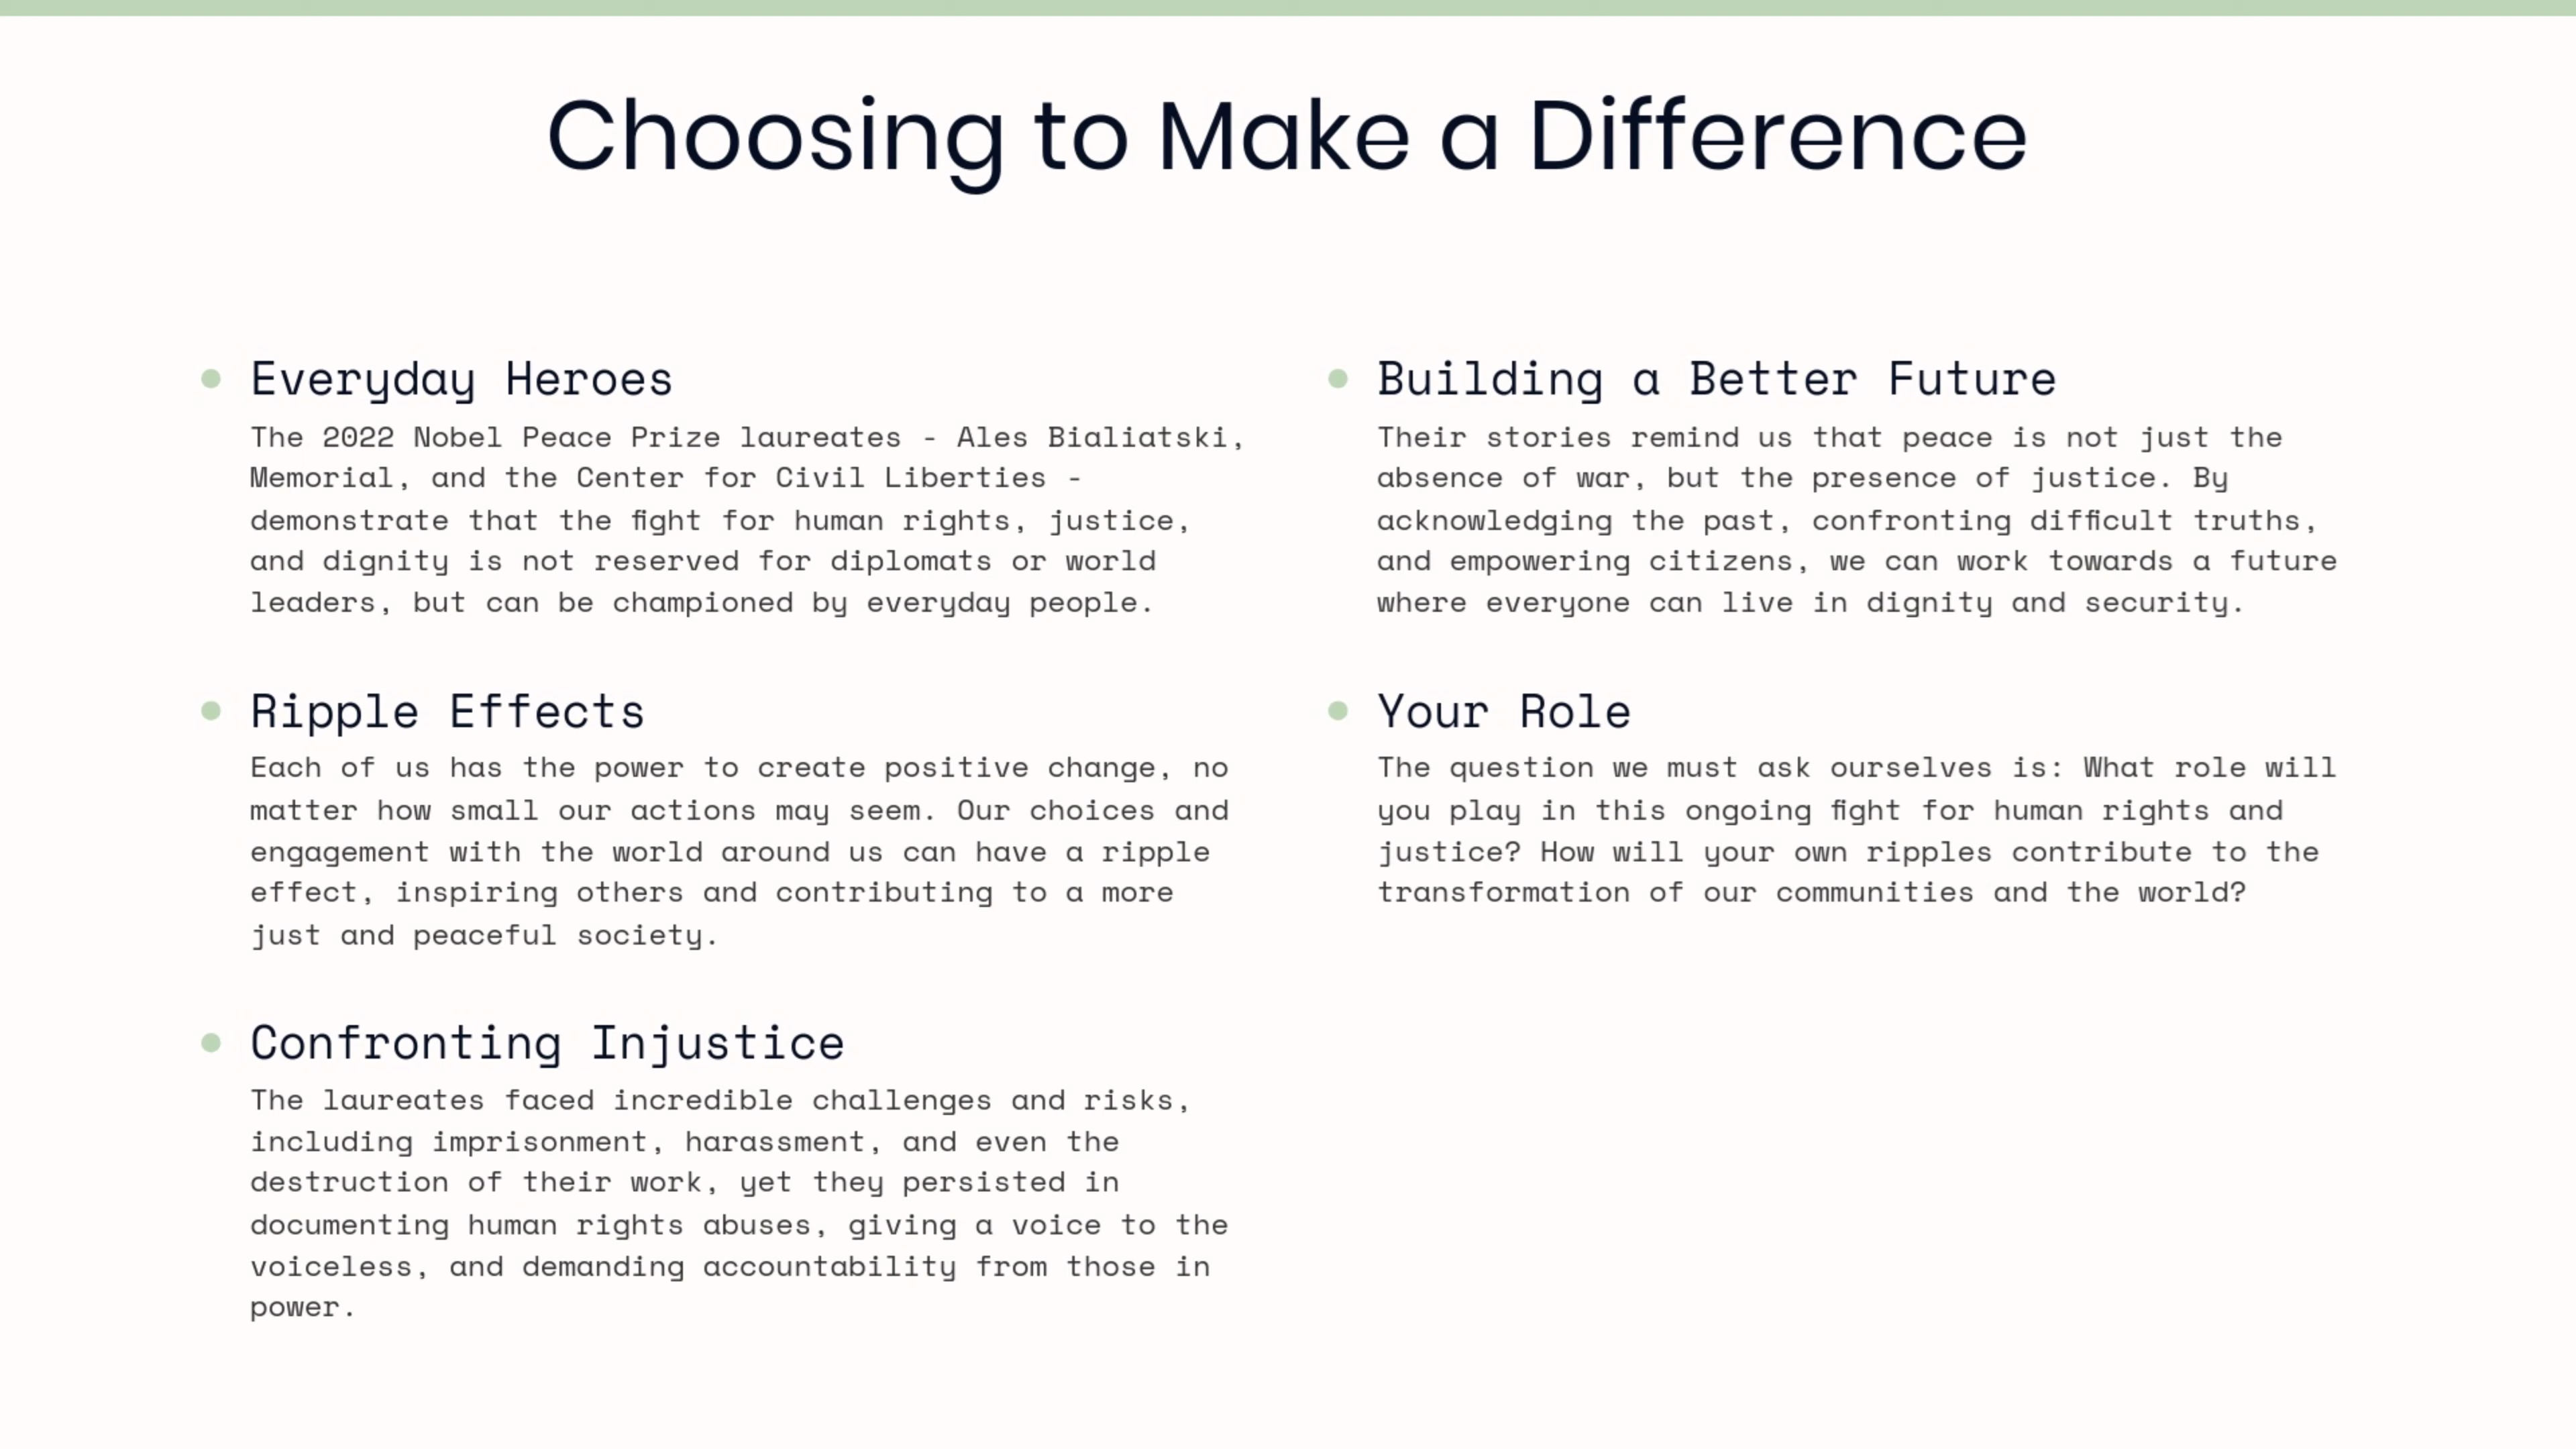 Choosing to Make a Difference
Everyday Heroes
The 2022 Nobel Peace Prize laureates - Ales Bialiatski,
Memorial, and the Center for Civil Liberties -
demonstrate that the fight for human rights, justice,
and dignity is not reserved for diplomats or world
leaders, but can be championed by everyday people.
Ripple Effects
Each of us has the power to create positive change, no
matter how small our actions may seem. Our choices and
engagement with the world around us can have a ripple
effect, inspiring others and contributing to a more
just and peaceful society.
Confronting Injustice
The laureates faced incredible challenges and risks,
including imprisonment, harassment, and even the
destruction of their work, yet they persisted in
documenting human rights abuses, giving a voice to the
voiceless, and demanding accountability from those in
power.
Building a Better Future
Their stories remind us that peace is not just the
absence of war, but the presence of justice. By
acknowledging the past, confronting difficult truths,
and empowering citizens, we can work towards a future
where everyone can live in dignity and security.
Your Role
The question we must ask ourselves is: What role will
you play in this ongoing fight for human rights and
justice? How will your own ripples contribute to the
transformation of our communities and the world?